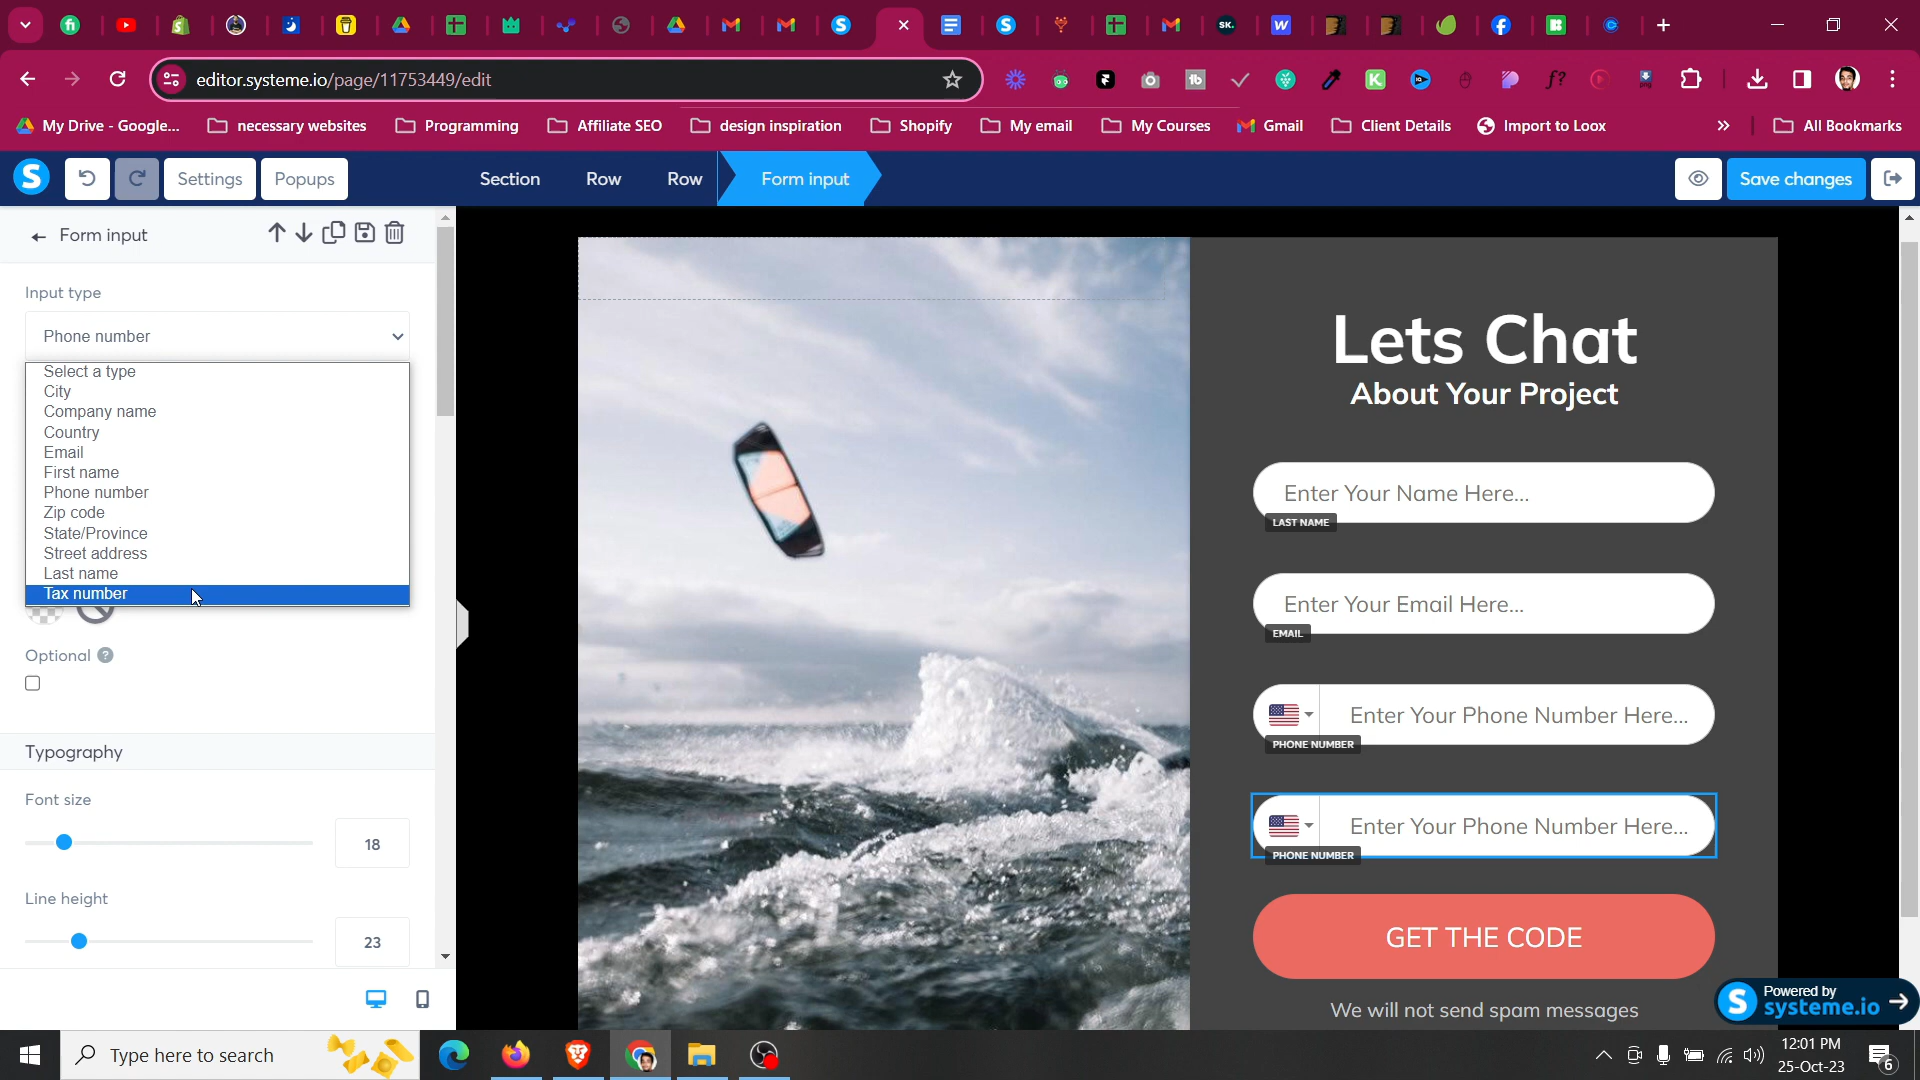 SK.
W
editor.systeme.io/page/11753449/edit
My Drive - Google...
necessary websites
Programming
Affiliate SEO
design inspiration
Shopify
My email
My Courses
Gmail
Client Details
Import to Loox
»
All Bookmarks
S
Settings
Popups
Section
Row
Row
Form input
Save changes
Form input
Input type
Phone number
Select a type
City
Company name
Country
Email
First name
Phone number
Zip code
State/Province
Street address
Last name
Tax number
Optional ?
Typography
Font size
18
Line height
23
Lets Chat
About Your Project
Enter Your Name Here...
LAST NAME
Enter Your Email Here...
EMAIL
Enter Your Phone Number Here...
PHONE NUMBER
Enter Your Phone Number Here...
PHONE NUMBER
GET THE CODE
We will not send spam messages
S
Powered by
systeme.io
Type here to search
12:01 PM
25-Oct-23
6